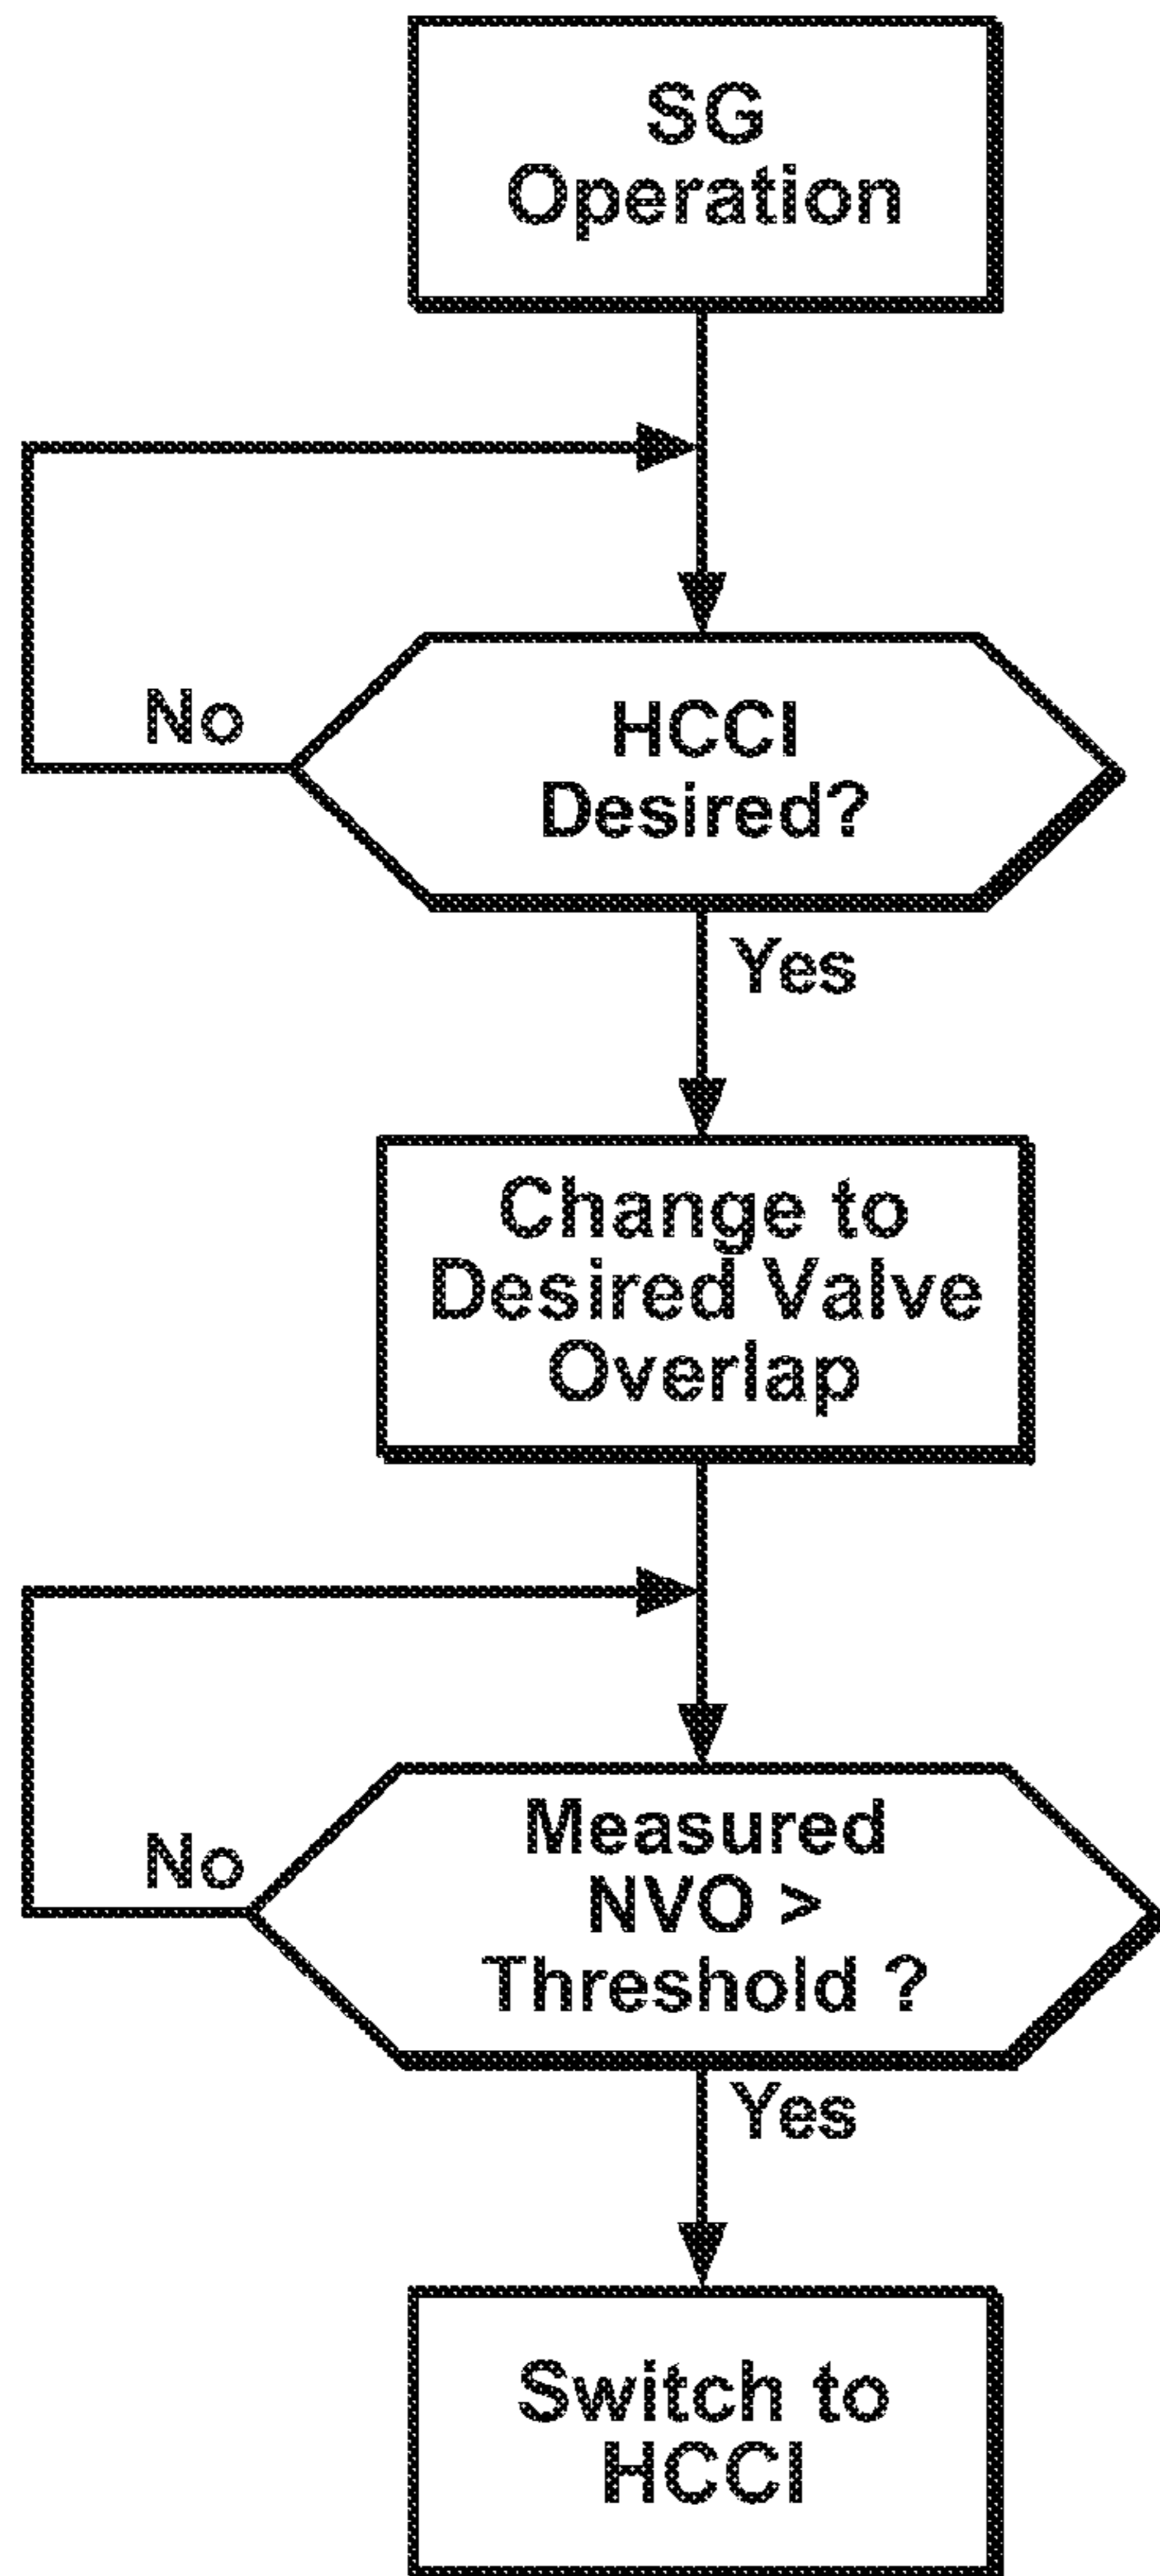 SG
Operation
No
HCCI
Desired?
Yes
Change to
Desired Valve
Overlap
No
Measured
NVO >
Threshold ?
Yes
Switch to
HCCI